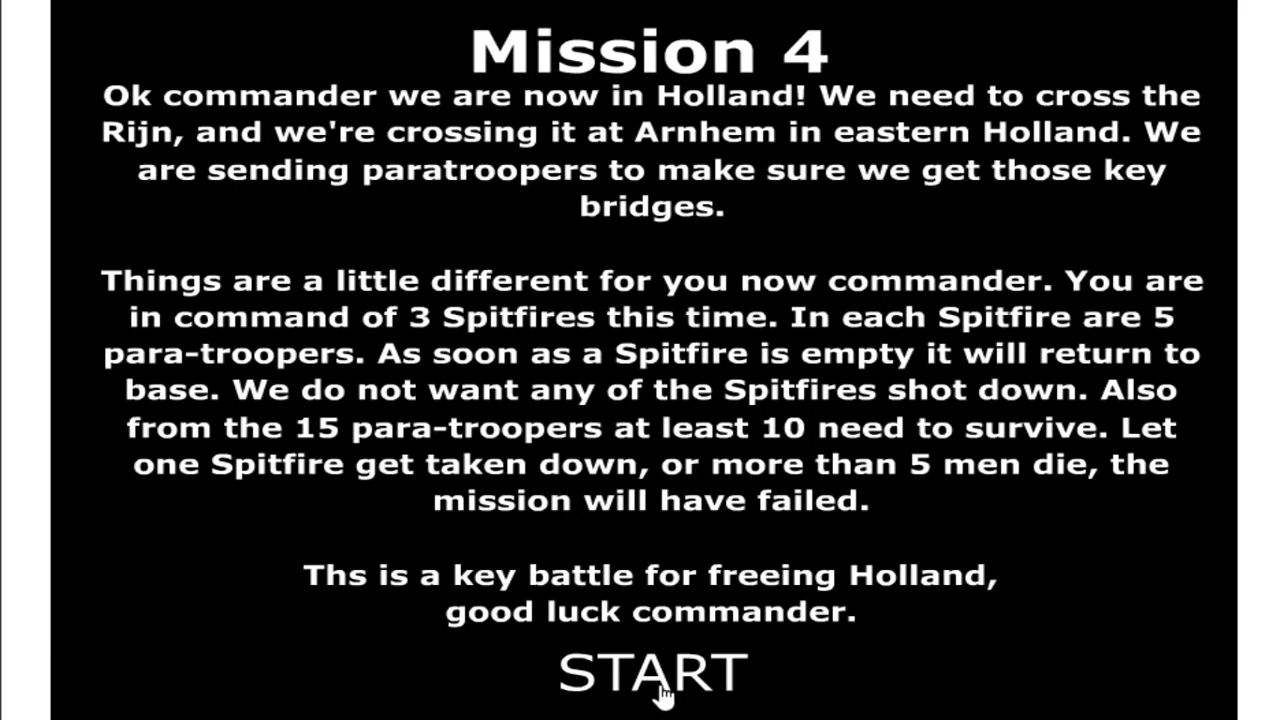 Mission 4
Ok commander we are now in Holland! We need to cross the
Rijn, and we're crossing it at Arnhem in eastern Holland. We
are sending paratroopers to make sure we get those key
bridges.
Things are a little different for you now commander. You are
in command of 3 Spitfires this time. In each Spitfire are 5
para-troopers. As soon as a Spitfire is empty it will return to
base. We do not want any of the Spitfires shot down. Also
from the 15 para-troopers at least 10 need to survive. Let
one Spitfire get taken down, or more than 5 men die, the
mission will have failed.
Ths is a key battle for freeing Holland,
good luck commander.
START